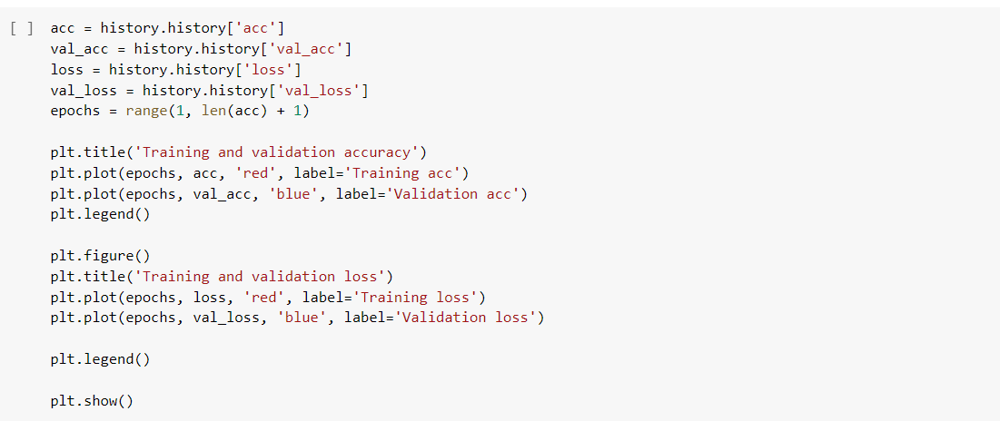 [ ] acc = history.history['acc']
val_acc = history.history['val_acc']
loss = history.history['loss']
val_loss = history.history['val_loss']
epochs = range(1, len(acc) + 1)
plt.title('Training and validation accuracy')
plt.plot(epochs, acc, 'red', label='Training acc')
plt.plot(epochs, val_acc, 'blue', label='Validation acc')
plt.legend()
plt.figure()
plt.title('Training and validation loss')
plt.plot(epochs, loss, 'red', label='Training loss')
plt.plot(epochs, val_loss, 'blue', label='Validation loss')
plt.legend()
plt.show()